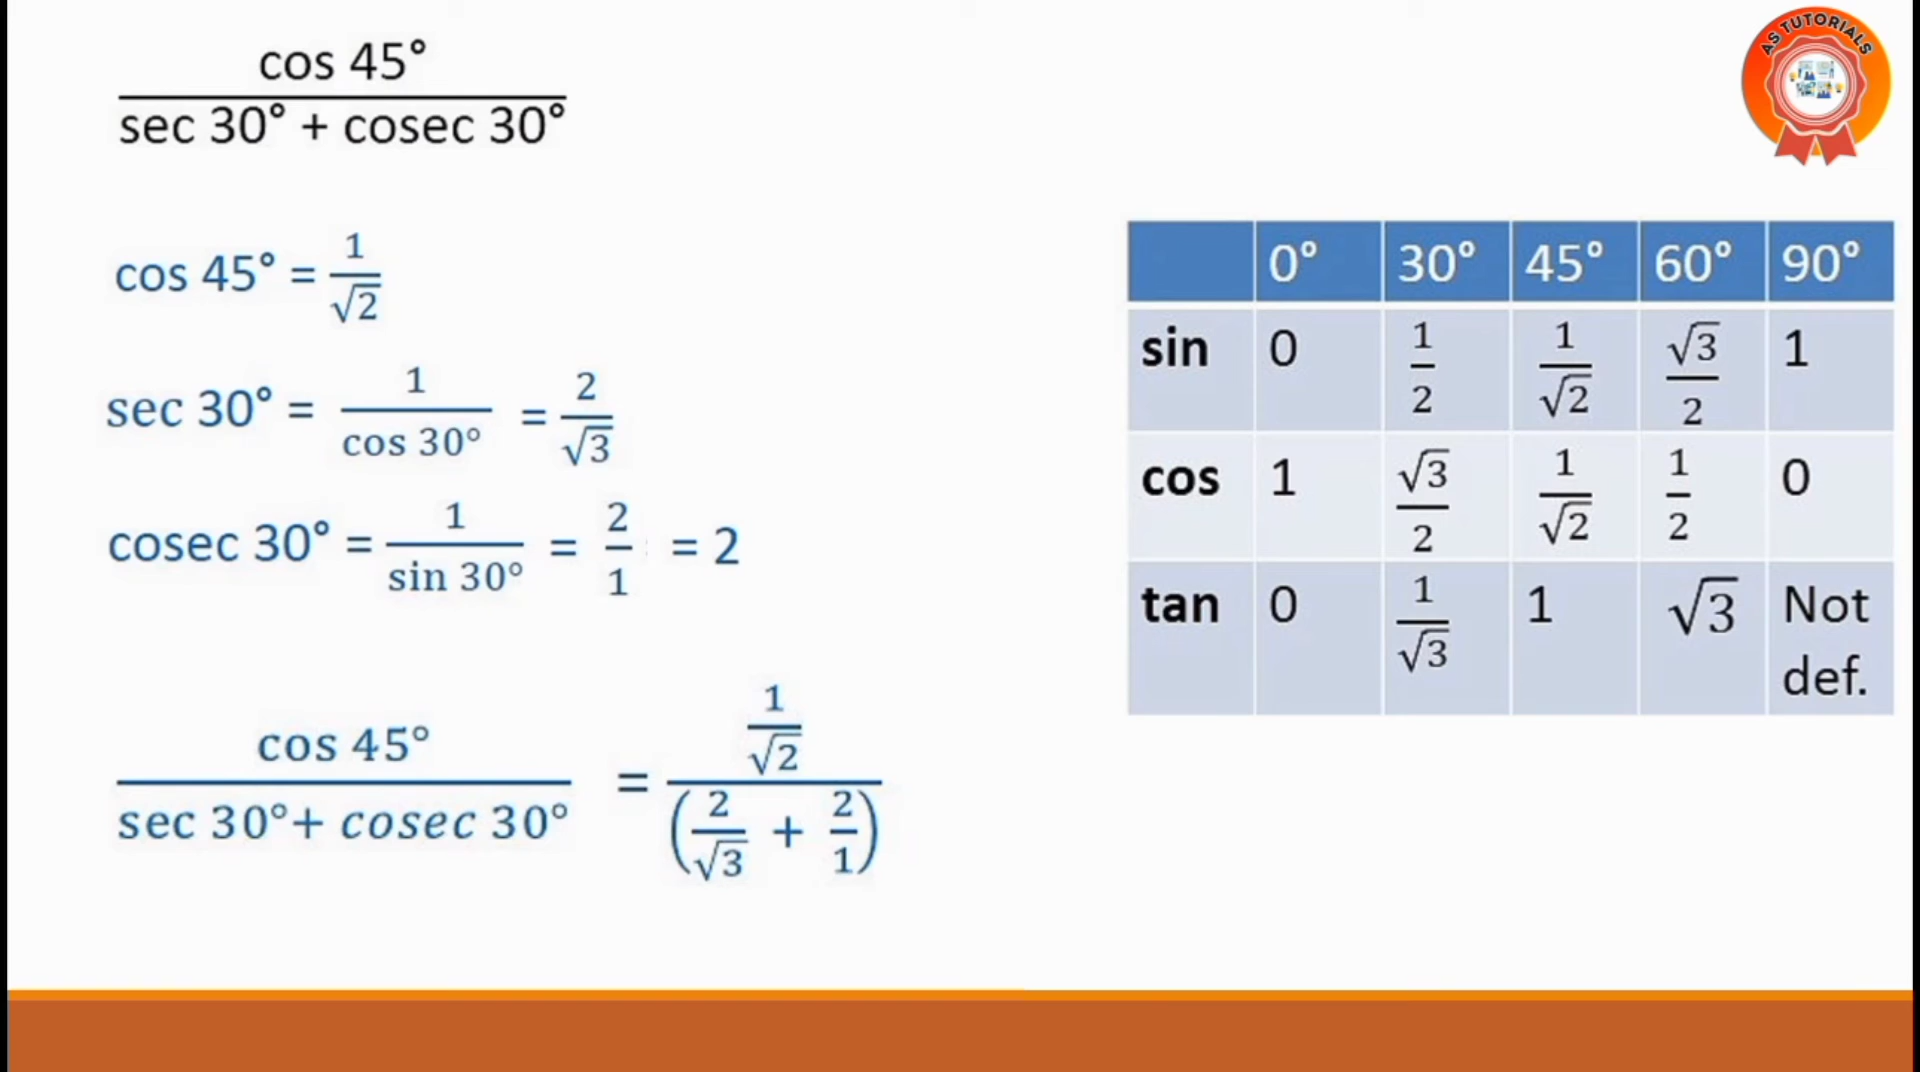 cos 45°
sec 30° + cosec 30°
AS TUTORIALS
cos 45° = 1/√2
sec 30° = 1/cos 30° = 2/√3
cosec 30° = 1/sin 30° = 2/1 = 2
cos 45°/sec 30°+ cosec 30° = 1/√2/(2/√3 + 2/1)
0° 30° 45° 60° 90°
sin 0 1/2 1/√2 √3/2 1
cos 1 √3/2 1/√2 1/2 0
tan 0 1/√3 1 √3 Not def.